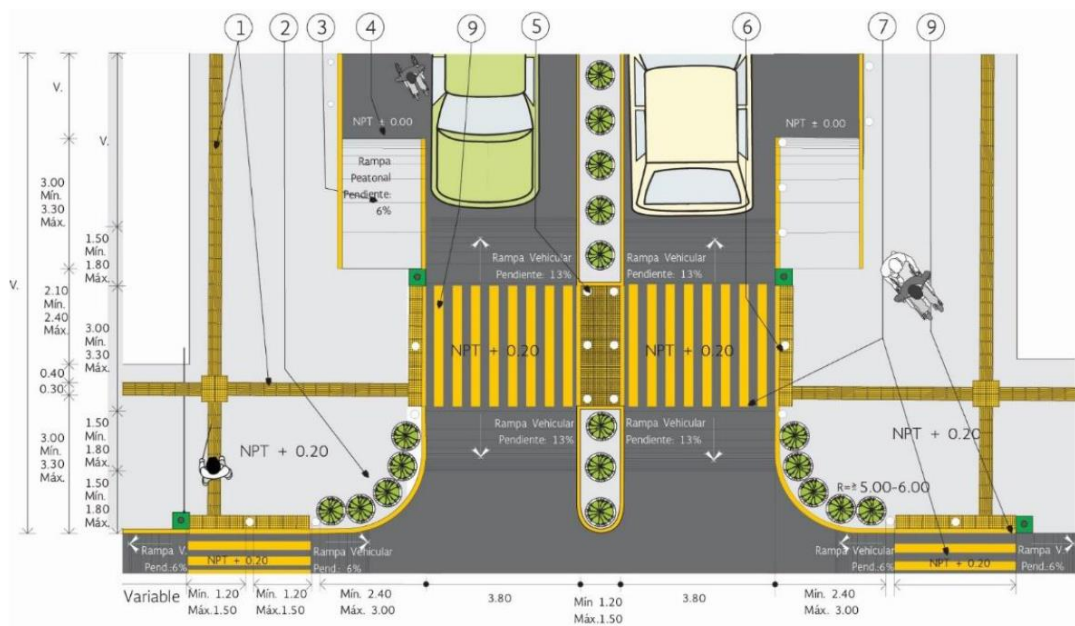 1 2 3 4 9 5 6 7 9
V.
V.
V.
3.00
Mín.
3.30
Máx.
1.50
Mín.
1.80
Máx.
2.10
Mín.
2.40
Máx.
3.00
Mín.
3.30
Máx.
0.40
0.30
1.50
Mín.
1.80
Máx.
3.00
Mín.
3.30
Máx.
1.50
Mín.
1.80
Máx.
NPT ± 0.00
Rampa
Peatonal
Pendiente:
6%
NPT ± 0.00
Rampa Vehicular
Pendiente: 13%
Rampa Vehicular
Pendiente: 13%
NPT + 0.20
NPT + 0.20
Rampa Vehicular
Pendiente: 13%
Rampa Vehicular
Pendiente: 13%
NPT + 0.20
NPT + 0.20
R=± 5.00-6.00
Rampa V.
Pend.:6%
NPT + 0.20
Rampa Vehicular
Pend.: 6%
Rampa Vehicular
Pend.:6%
NPT + 0.20
Rampa V.
Pend.:6%
Variable
Mín 1.20
Máx.1.50
Mín 1.20
Máx.1.50
Mín 2.40
Máx. 3.00
3.80
Mín 1.20
Máx.1.50
3.80
Mín 2.40
Máx. 3.00